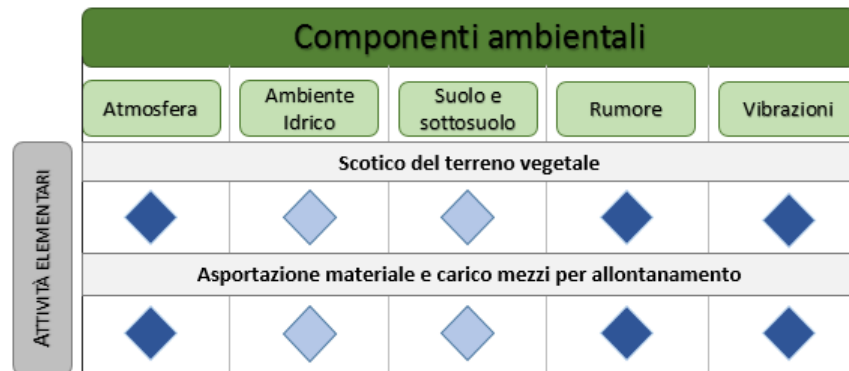 Componenti ambientali
Atmosfera
Ambiente
Idrico
Suolo e
sottosuolo
Rumore
Vibrazioni
ATTIVITÀ ELEMENTARI
Scotico del terreno vegetale
Asportazione materiale e carico mezzi per allontanamento